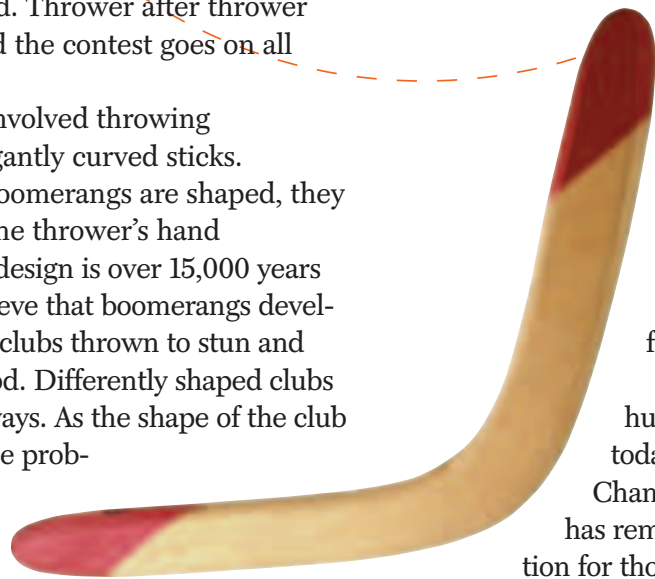 d. Thrower after thrower
d the contest goes on all
nvolved throwing
gantly curved sticks.
oomerangs are shaped, they
ne thrower's hand
design is over 15,000 years
eve that boomerangs devel-
clubs thrown to stun and
od. Differently shaped clubs
ays. As the shape of the club
e prob-
f
hu
toda
Chan
has rem
tion for tho